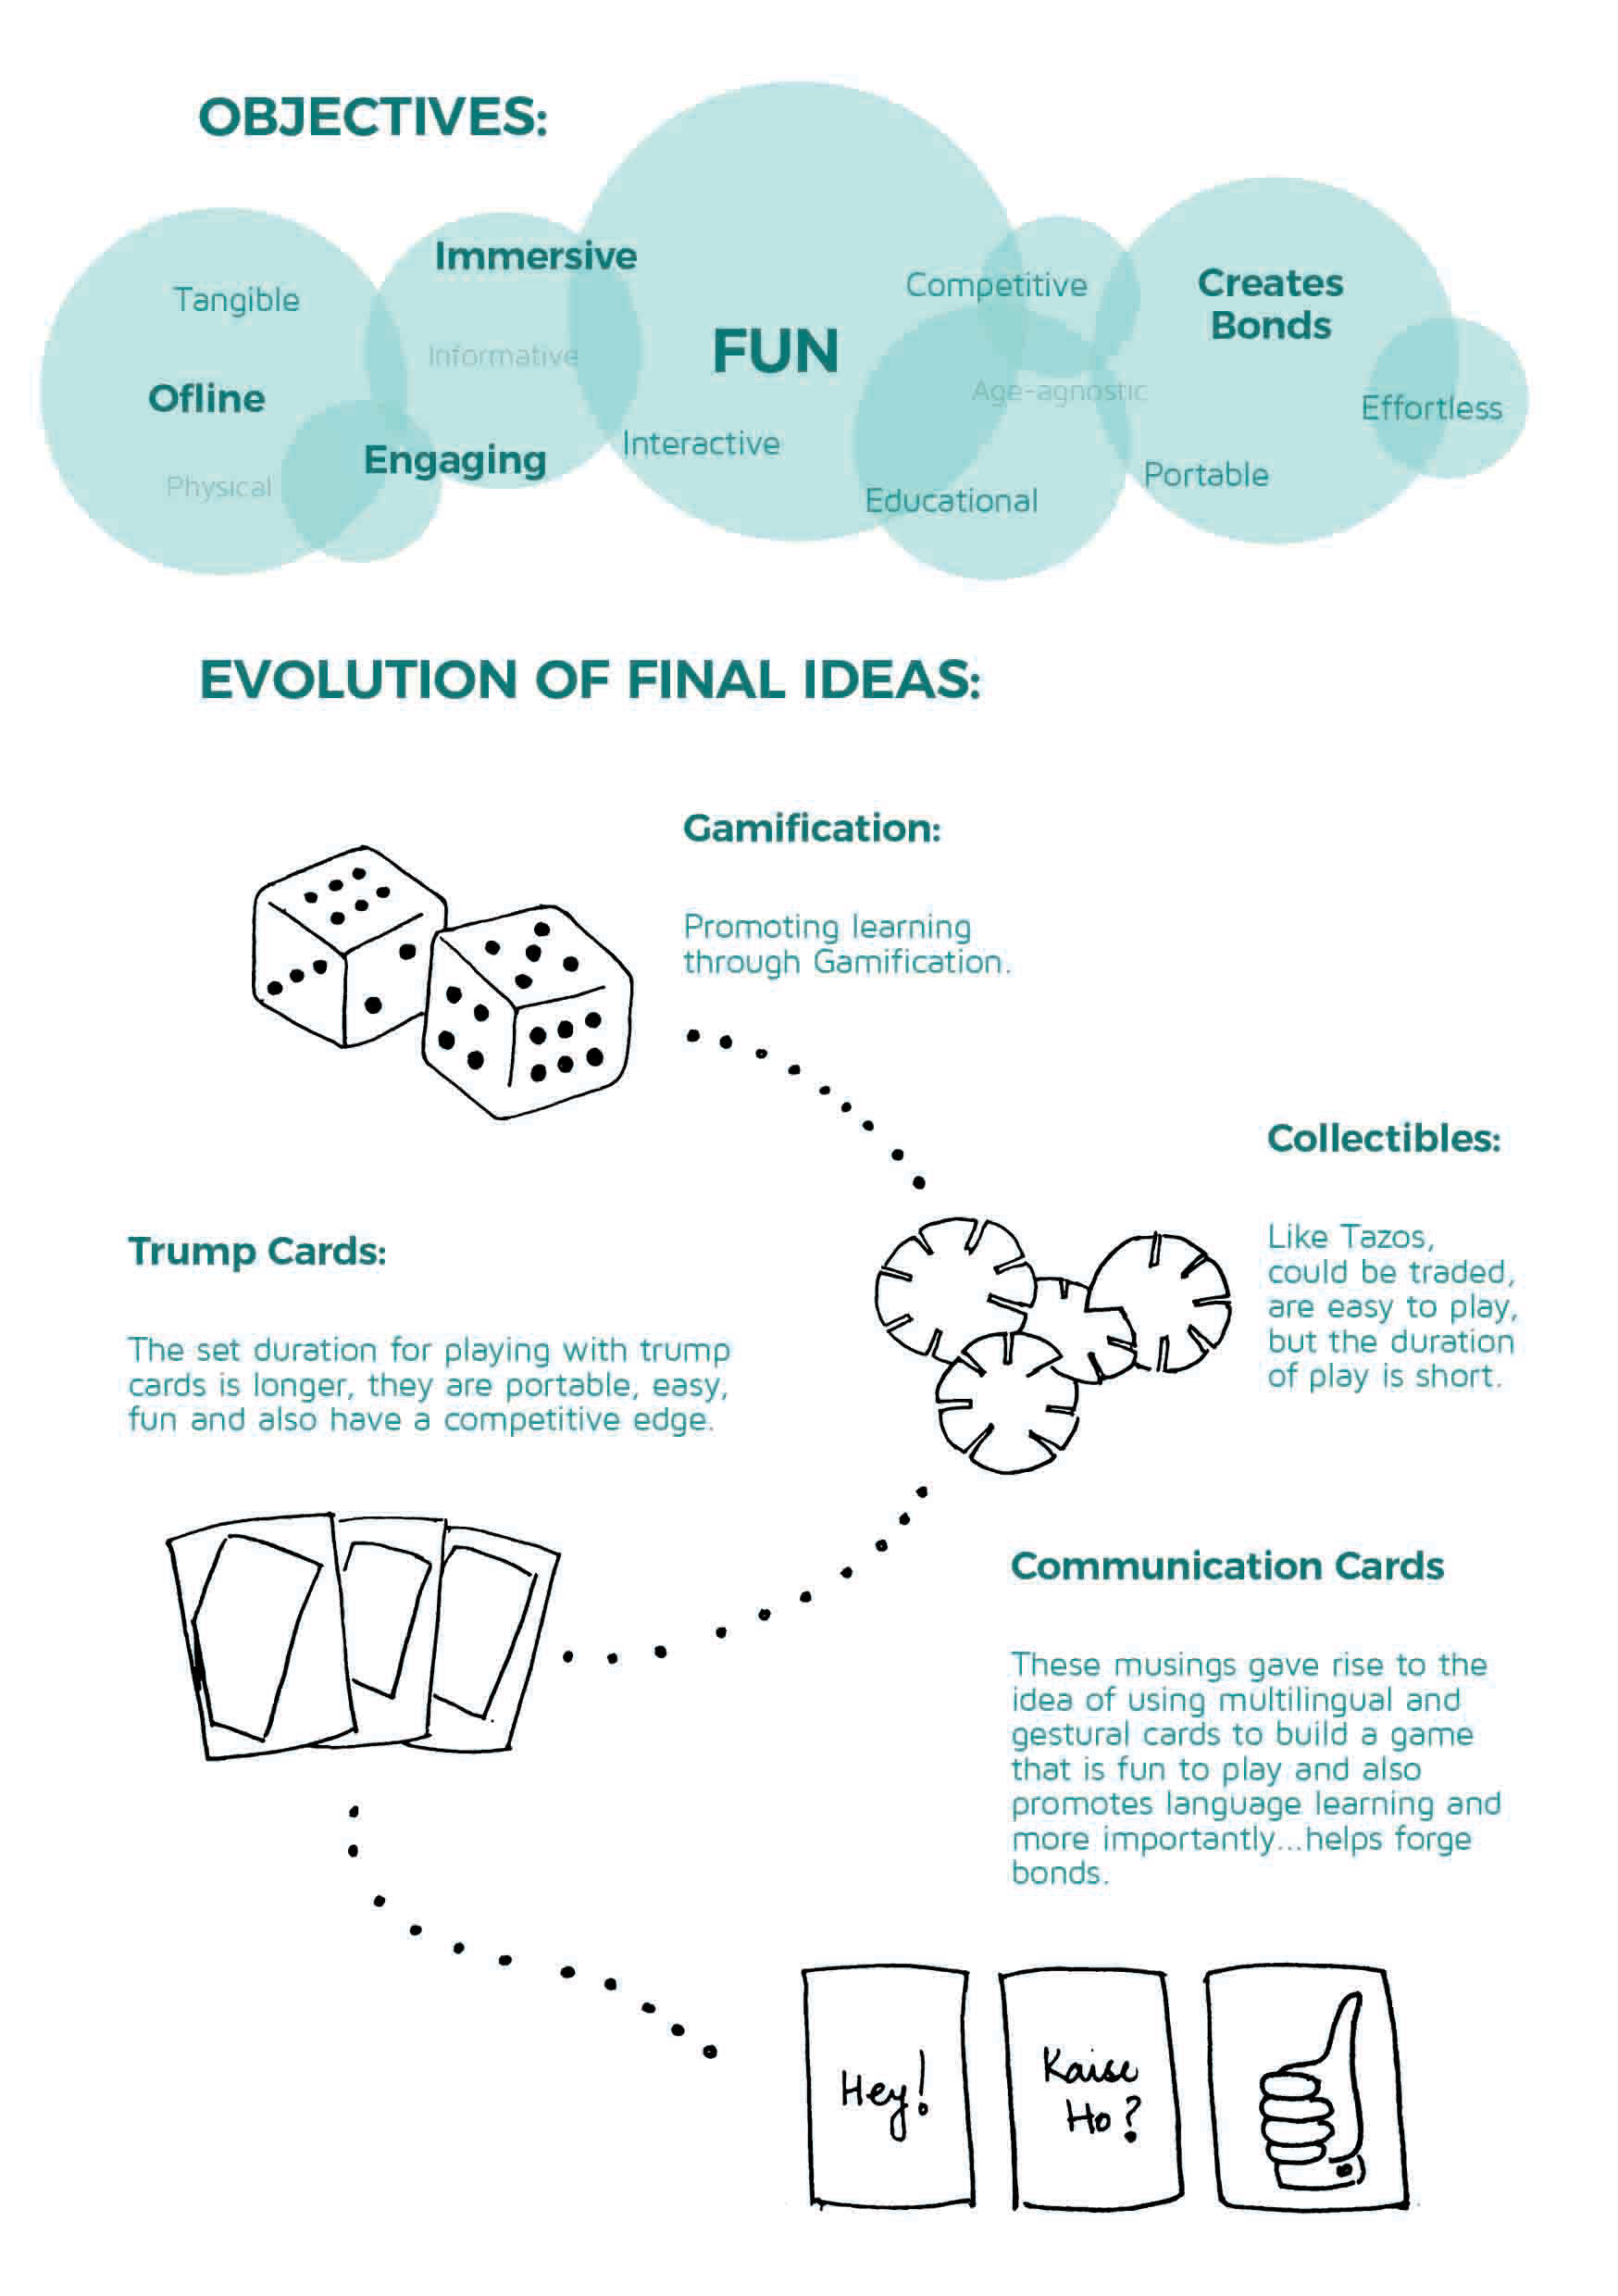 OBJECTIVES:
Immersive
Tangible
Competitive
Creates
Bonds
Informative
FUN
Ofline
Age-agnostic
Effortless
Engaging
Interactive
Physical
Portable
Educational
EVOLUTION OF FINAL IDEAS:
Gamification:
Promoting learning
through Gamification.
Collectibles:
Like Tazos,
could be traded,
are easy to play,
but the duration
of play is short.
Trump Cards:
The set duration for playing with trump
cards is longer, they are portable, easy,
fun and also have a competitive edge.
Communication Cards
These musings gave rise to the
idea of using multilingual and
gestural cards to build a game
that is fun to play and also
promotes language learning and
more importantly...helps forge
bonds.
Hey!
Kaise
Ho?